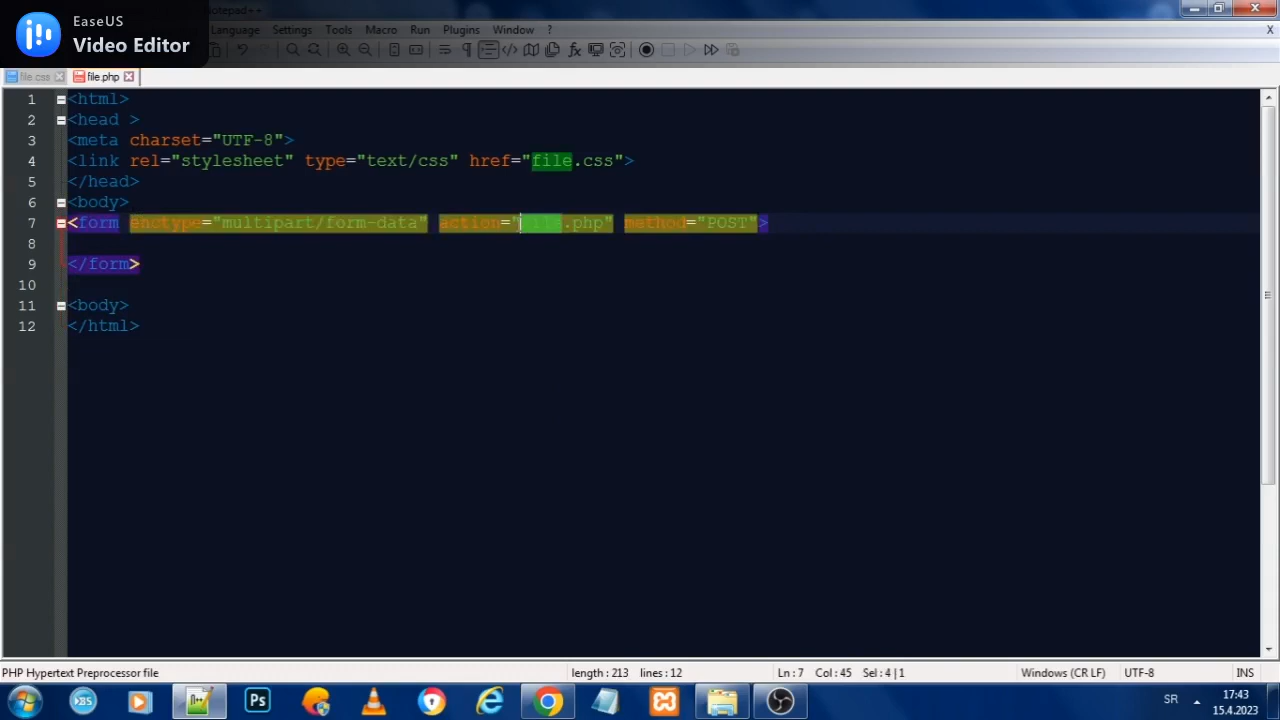 EaseUS
Video Editor
otepad++
Language Settings Tools Macro Run Plugins Window ?
X
file.css file.php
1 <html>
2 <head >
3 <meta charset="UTF-8">
4 <link rel="stylesheet" type="text/css" href="file.css">
5 </head>
6 <body>
7 <form enctype="multipart/form-data" action="file.php" method="POST">
8
9 </form>
10
11 <body>
12 </html>
PHP Hypertext Preprocessor file length : 213 lines : 12 Ln : 7 Col : 45 Sel : 4 | 1 Windows (CR LF) UTF-8 INS
Ps SR 17:43
15.4.2023